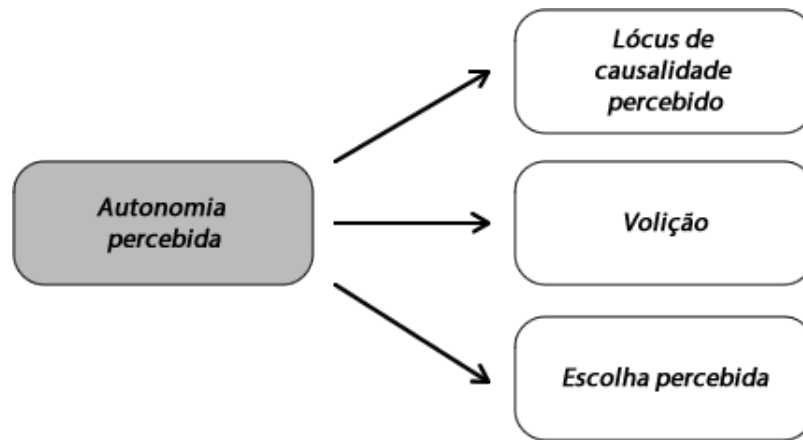 Lócus de
causalidade
percebido
Autonomia
percebida
Volição
Escolha percebida